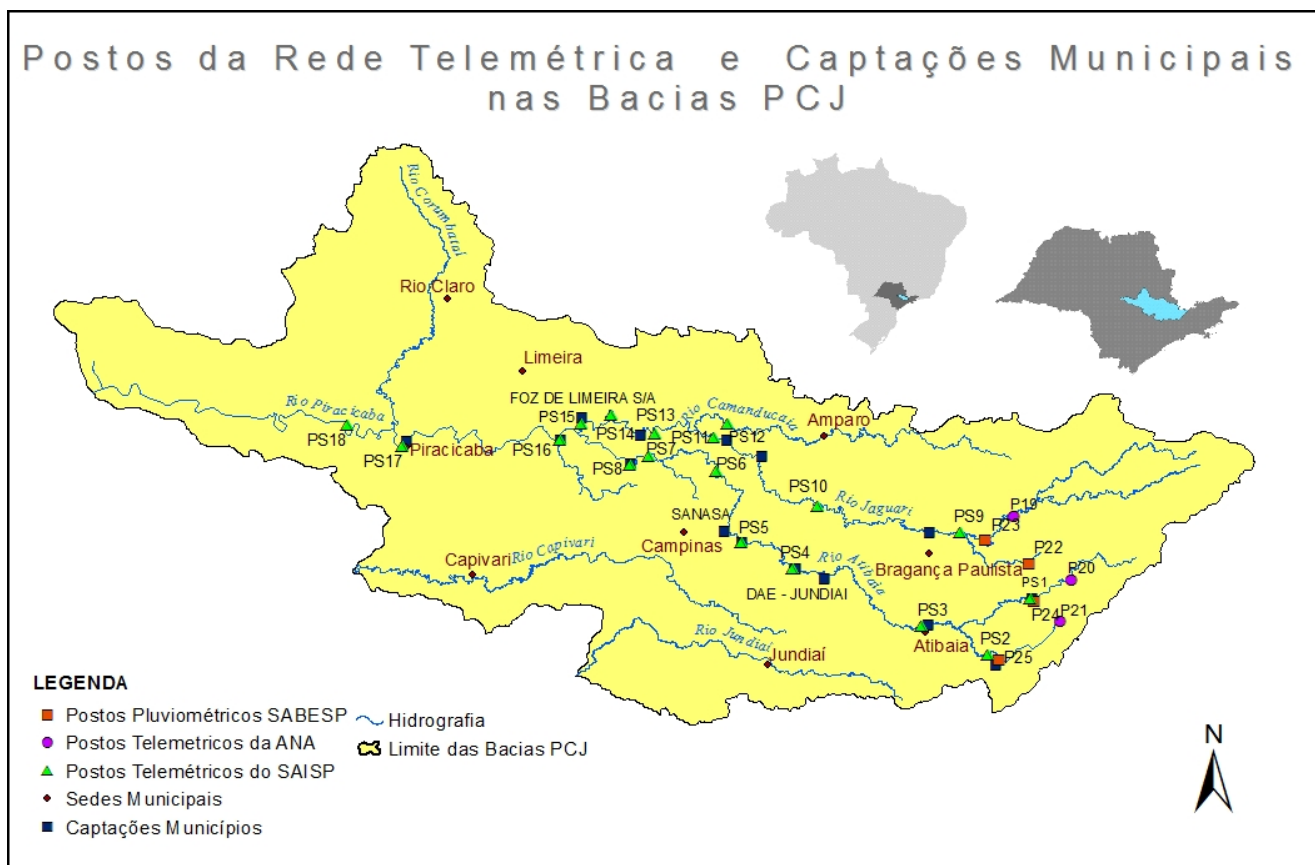 Postos da Rede Telemétrica e Captações Municipais
nas Bacias PCJ
Rio Corumbataí
Rio Claro
Limeira
FOZ DE LIMEIRA S/A
Rio Piracicaba
PS18
PS17
Piracicaba
PS16
PS15
PS14
PS13
Rio Camanducaia
PS11
PS12
Amparo
PS8
PS7
PS6
PS10
Rio Jaguari
PS9
P19
P23
P22
SANASA
PS5
Campinas
PS4
Rio Atibaia
Bragança Paulista
P20
PS1
Capivari
Rio Capivari
DAE - JUNDIAI
PS3
P24
P21
Atibaia
PS2
P25
Rio Jundiaí
Jundiaí
LEGENDA
Postos Pluviométricos SABESP
Postos Telemetricos da ANA
Postos Telemétricos do SAISP
Sedes Municipais
Captações Municípios
Hidrografia
Limite das Bacias PCJ
N